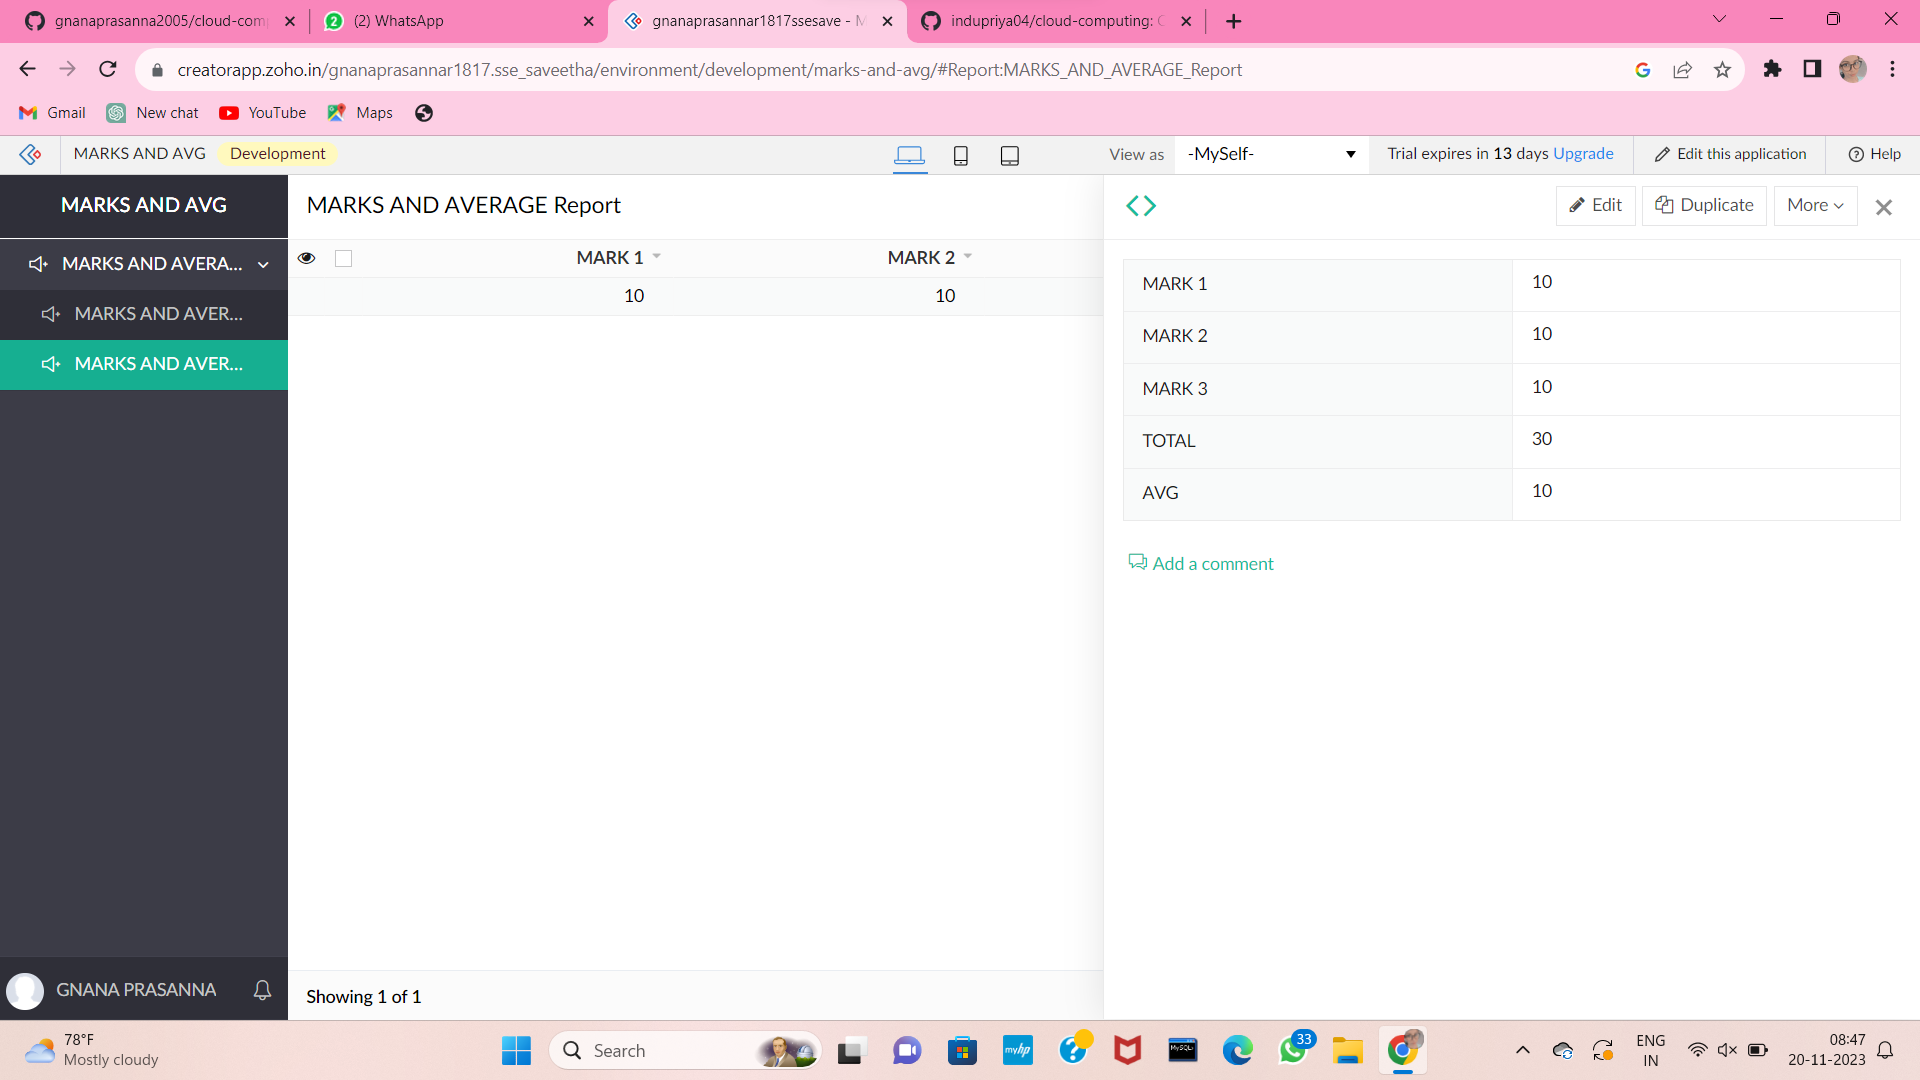 gnanaprasanna2005/cloud-com
(2) WhatsApp
gnanaprasannar1817ssesave - M
indupriya04/cloud-computing: C
creatorapp.zoho.in/gnanaprasannar1817.sse_saveetha/environment/development/marks-and-avg/#Report:MARKS_AND_AVERAGE_Report
Gmail
New chat
YouTube
Maps
MARKS AND AVG
Development
View as
-MySelf-
Trial expires in 13 days Upgrade
Edit this application
Help
MARKS AND AVG
MARKS AND AVERA...
MARKS AND AVER...
MARKS AND AVER...
GNANA PRASANNA
MARKS AND AVERAGE Report
MARK 1
MARK 2
10
10
Showing 1 of 1
Edit
Duplicate
More
MARK 1
10
MARK 2
10
MARK 3
10
TOTAL
30
AVG
10
Add a comment
78°F
Mostly cloudy
Search
myhp
MySQL
33
ENG
IN
08:47
20-11-2023